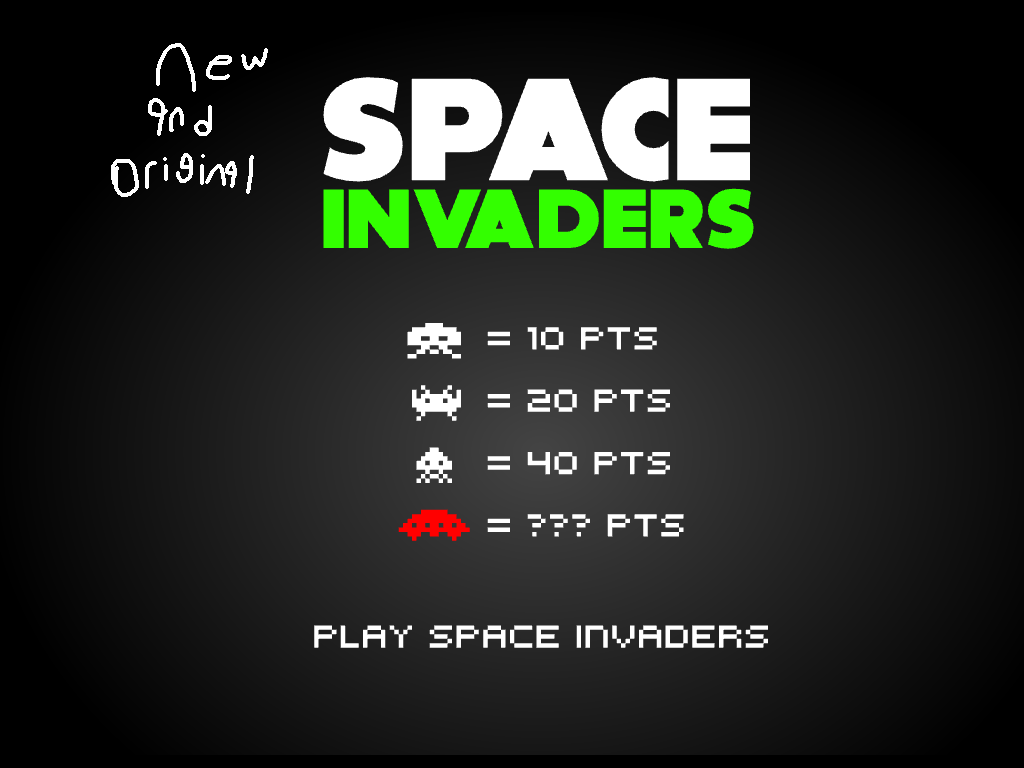 New
and
Original
SPACE
INVADERS
= 10 PTS
= 20 PTS
= 40 PTS
= ??? PTS
PLAY SPACE INVADERS